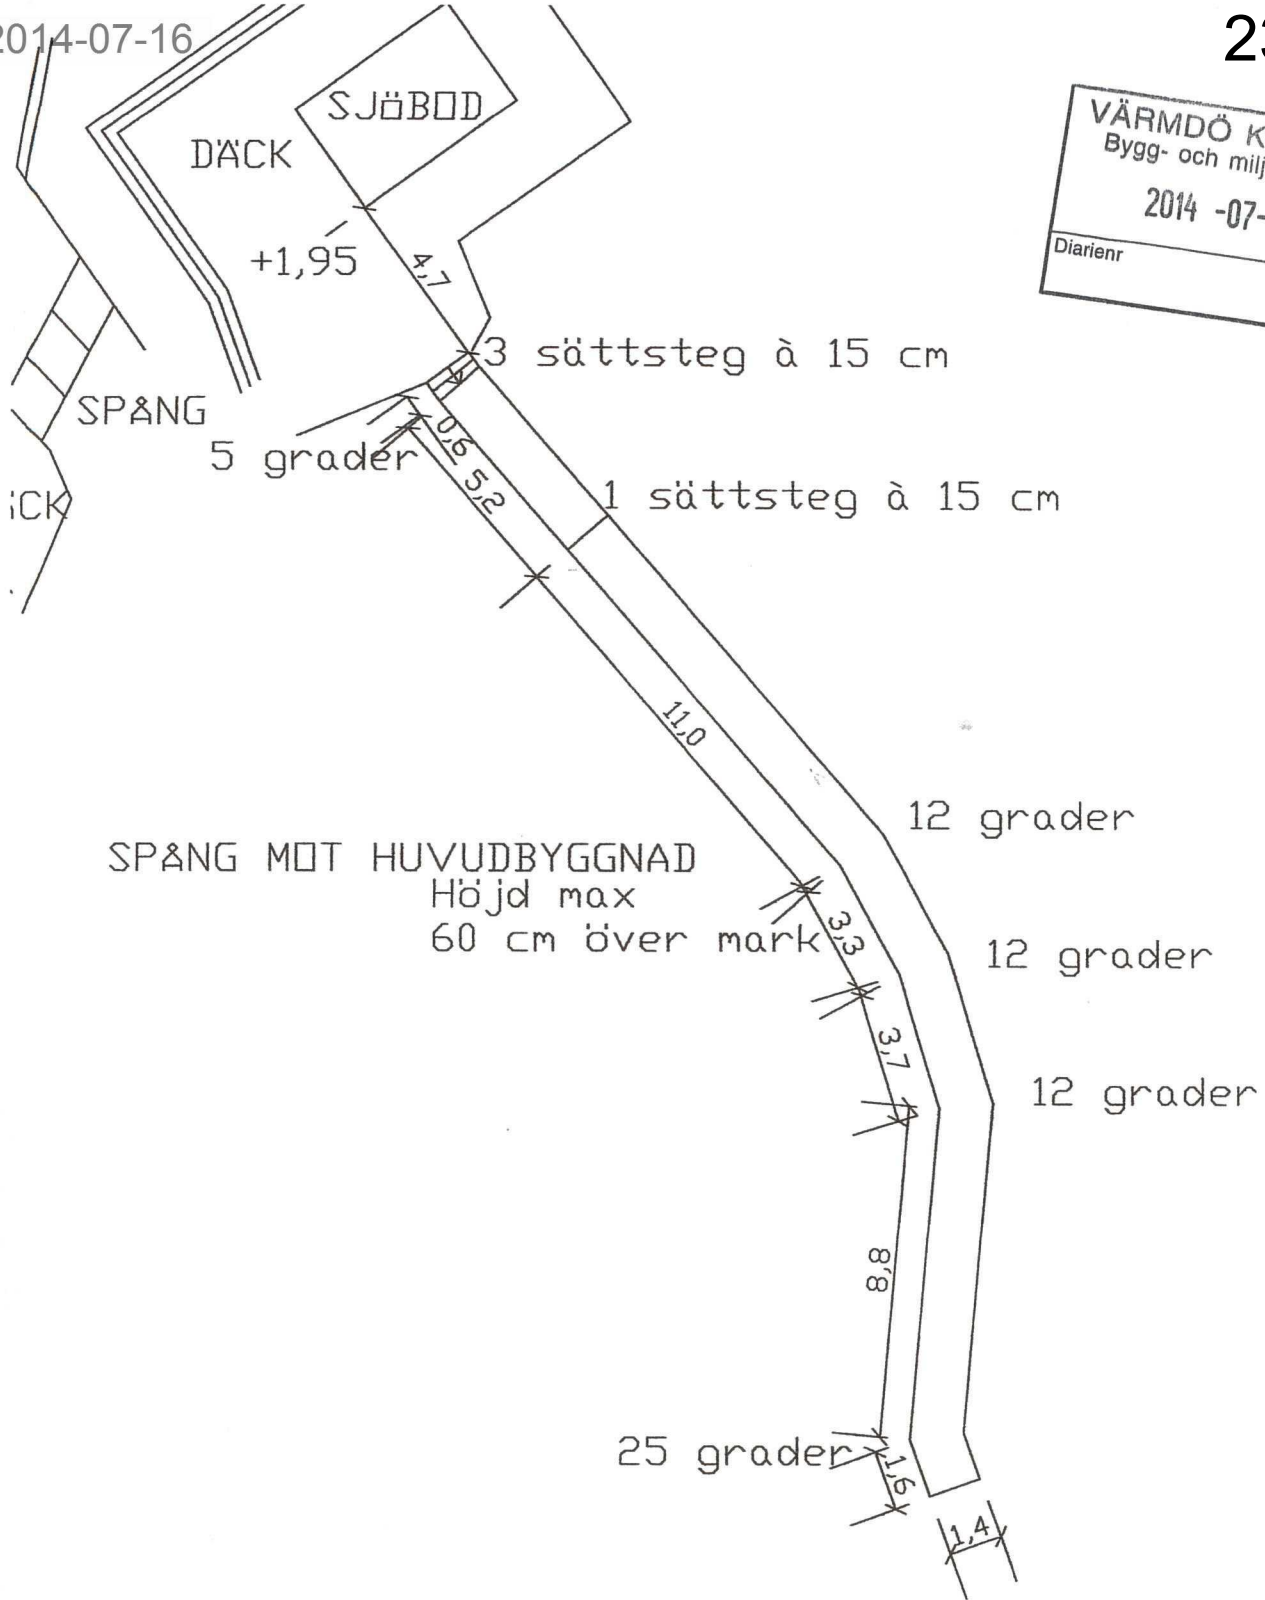 2014-07-16
23
VÄRMDÖ K
Bygg- och milj
2014 -07-
Diarienr
SJÖBOD
DÄCK
+1,95
4,7
3 sättsteg à 15 cm
SPÅNG
0,6
5 grader
5,2
1 sättsteg à 15 cm
ÄCK
11,0
12 grader
SPÅNG MOT HUVUDBYGGNAD
Höjd max
60 cm över mark
3,3
12 grader
3,7
12 grader
8,8
25 grader
1,6
1,4